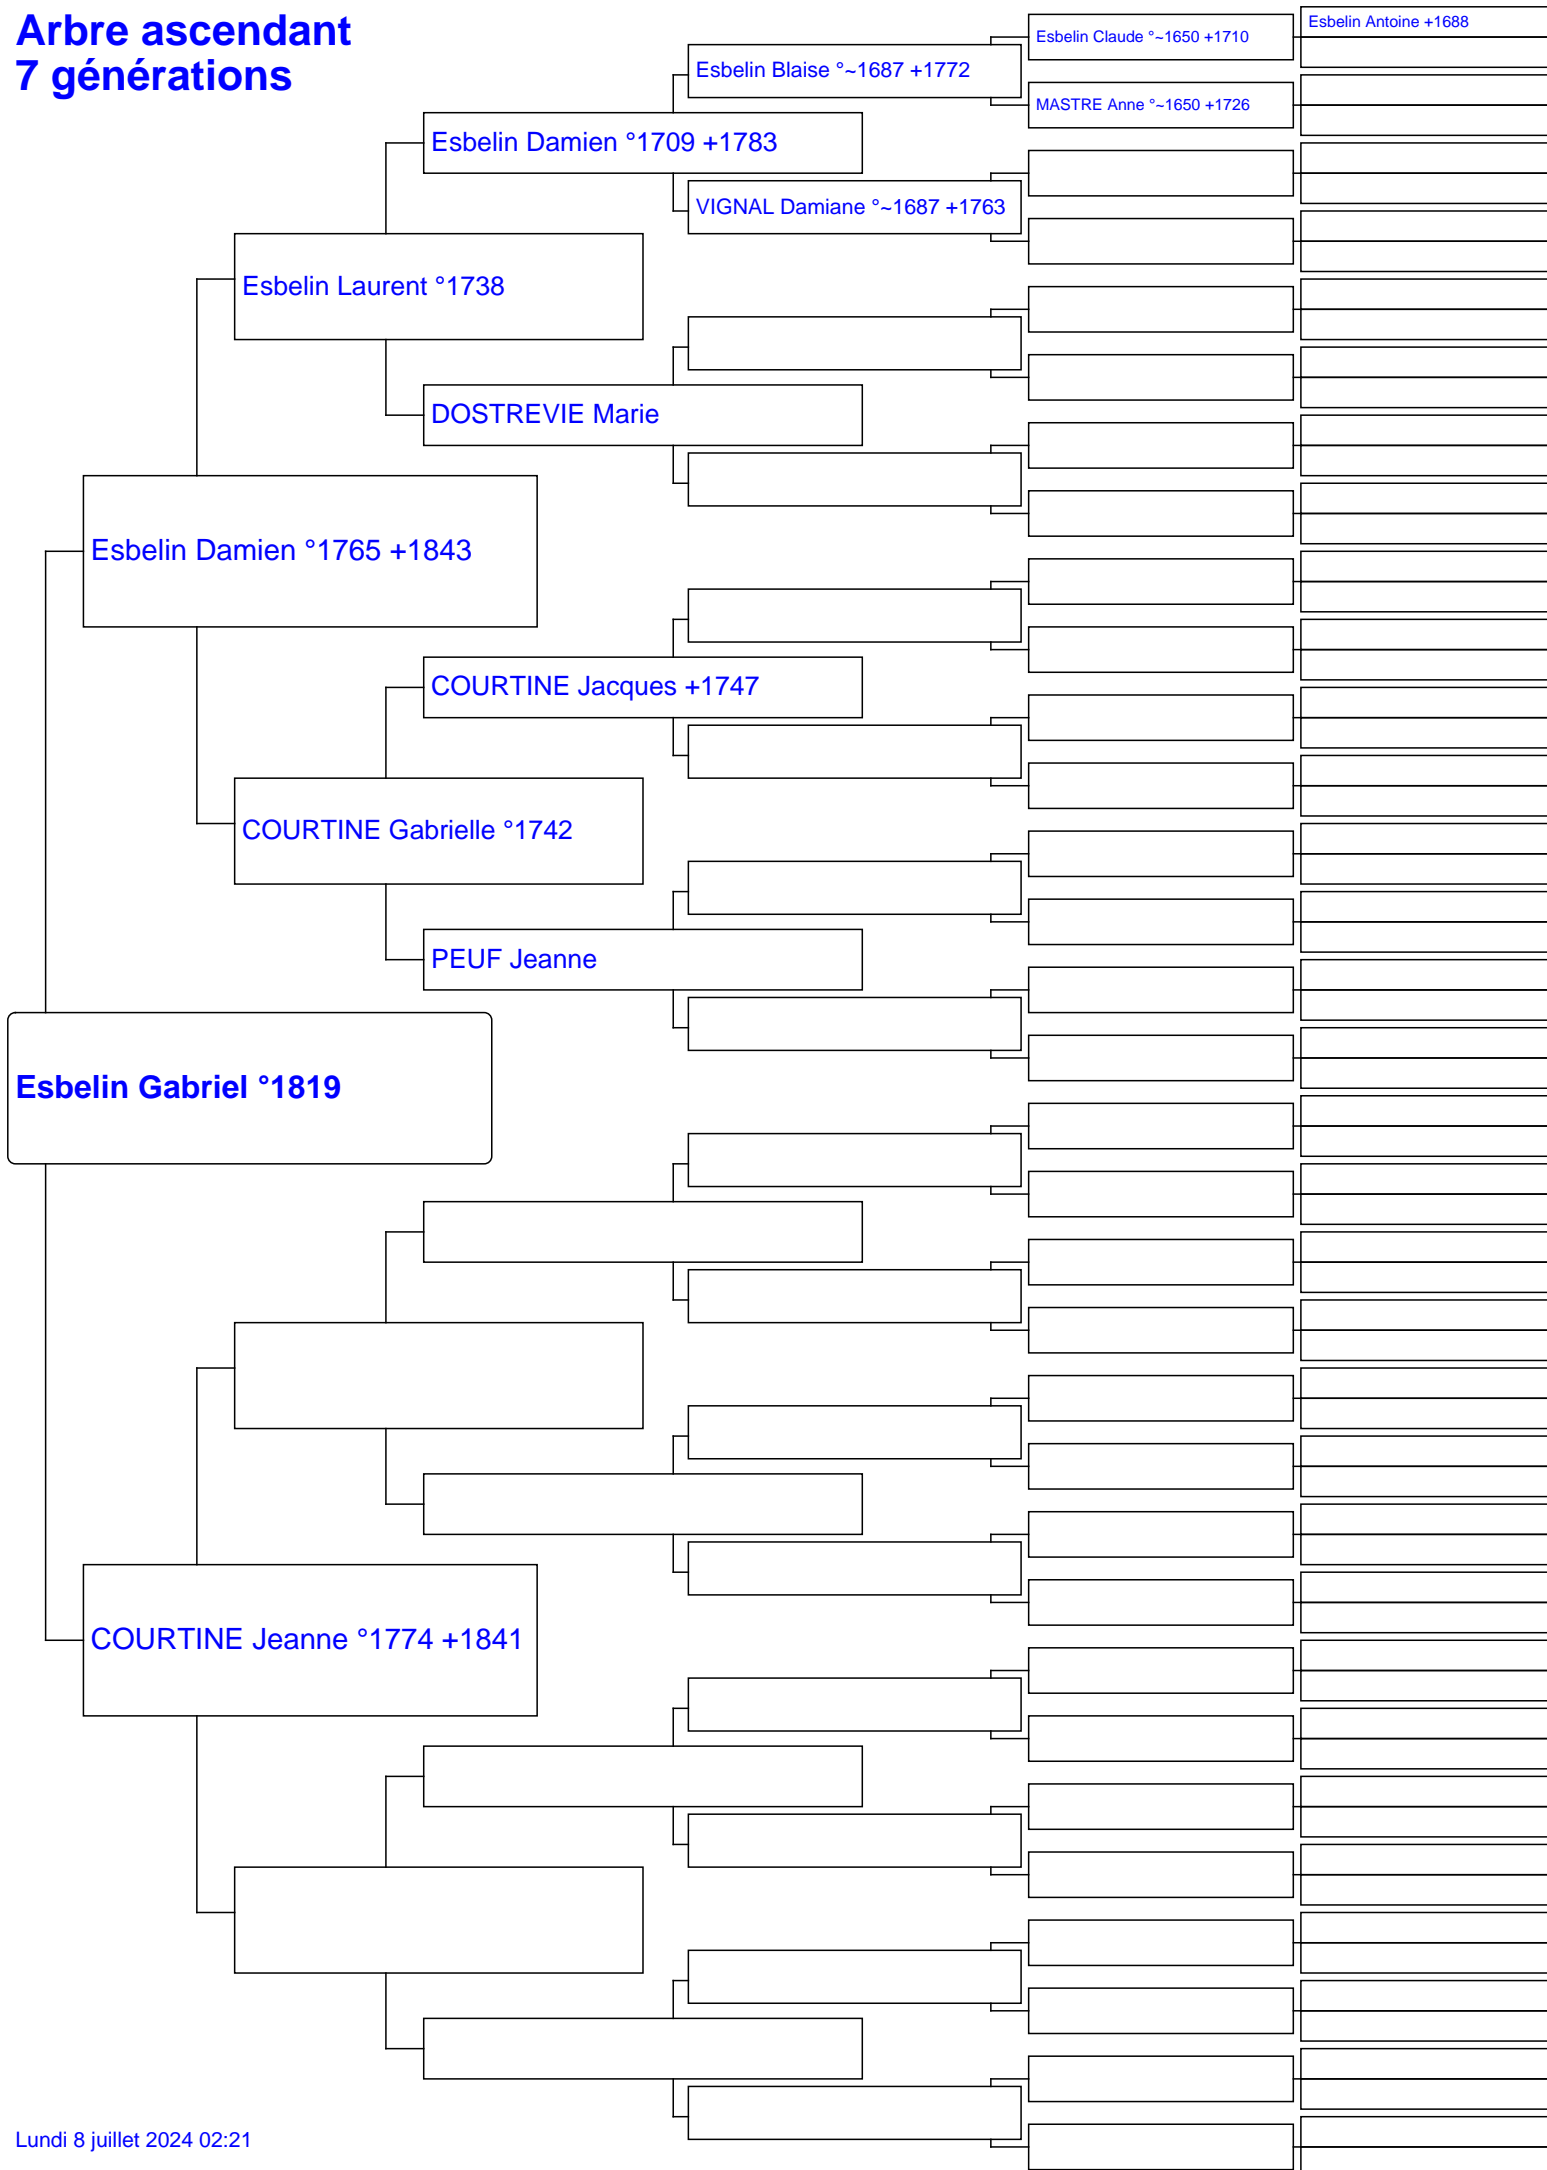 Arbre ascendant
7 générations
Esbelin Antoine +1688
Esbelin Claude °~1650 +1710
Esbelin Blaise °~1687 +1772
MASTRE Anne °~1650 +1726
Esbelin Damien °1709 +1783
VIGNAL Damiane °~1687 +1763
Esbelin Laurent °1738
DOSTREVIE Marie
Esbelin Damien °1765 +1843
COURTINE Jacques +1747
COURTINE Gabrielle °1742
PEUF Jeanne
Esbelin Gabriel °1819
COURTINE Jeanne °1774 +1841
Lundi 8 juillet 2024 02:21